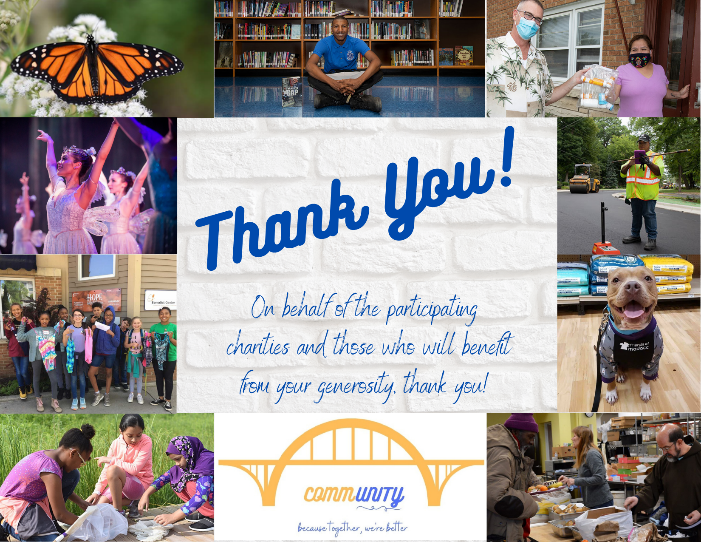 Thank You!
On behalf of the participating
charities and those who will benefit
from your generosity, thank you!
COMMUNITY
because together, we're better